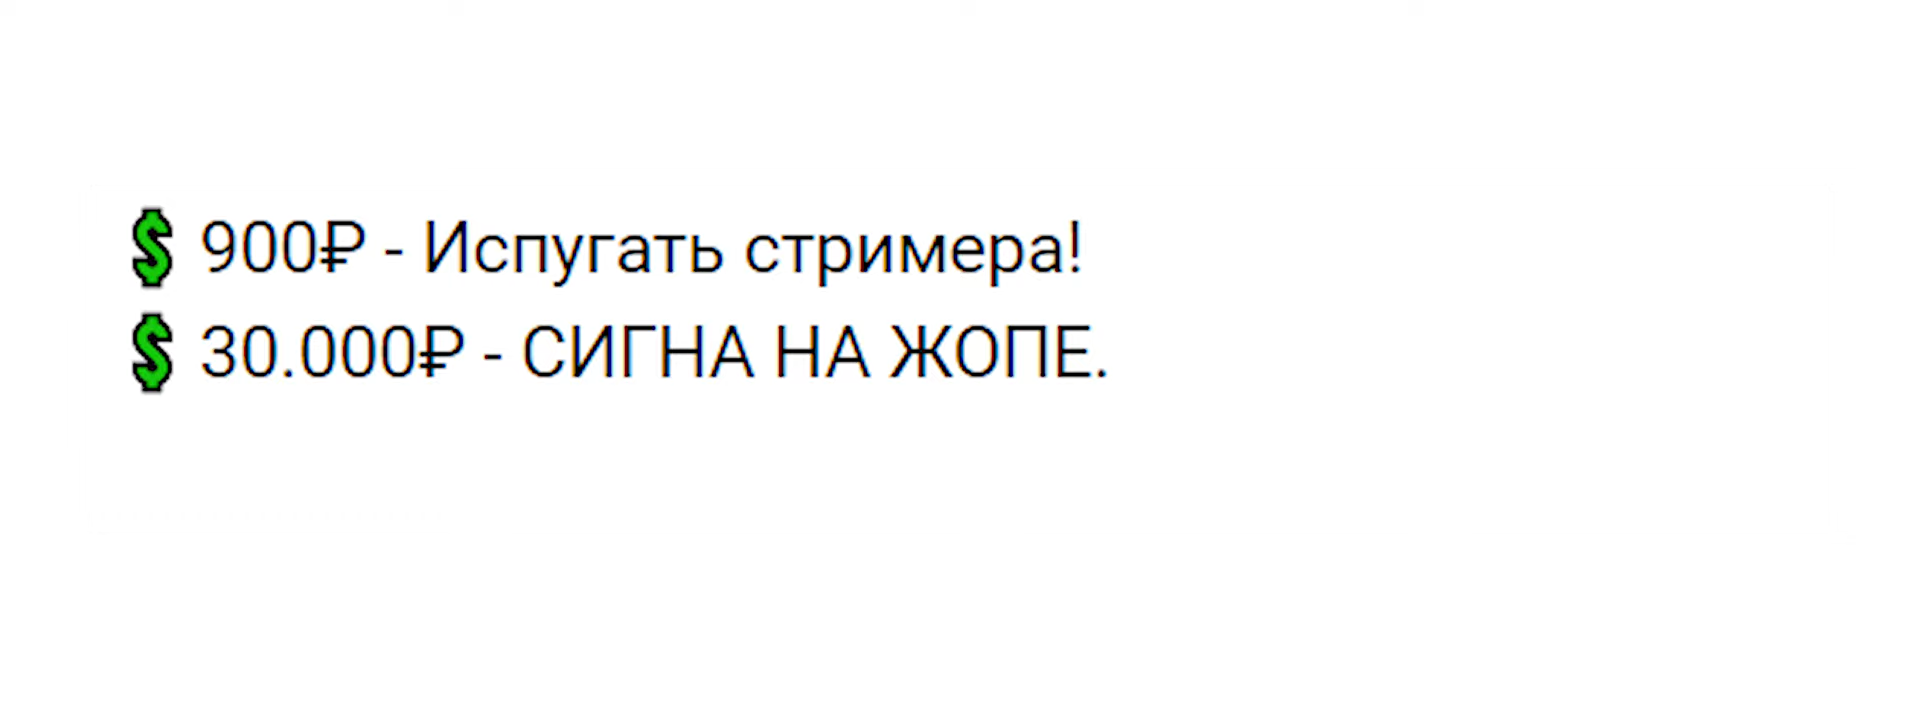 💲 900₽ - Испугать стримера!
💲 30.000₽ - СИГНА НА ЖОПЕ.